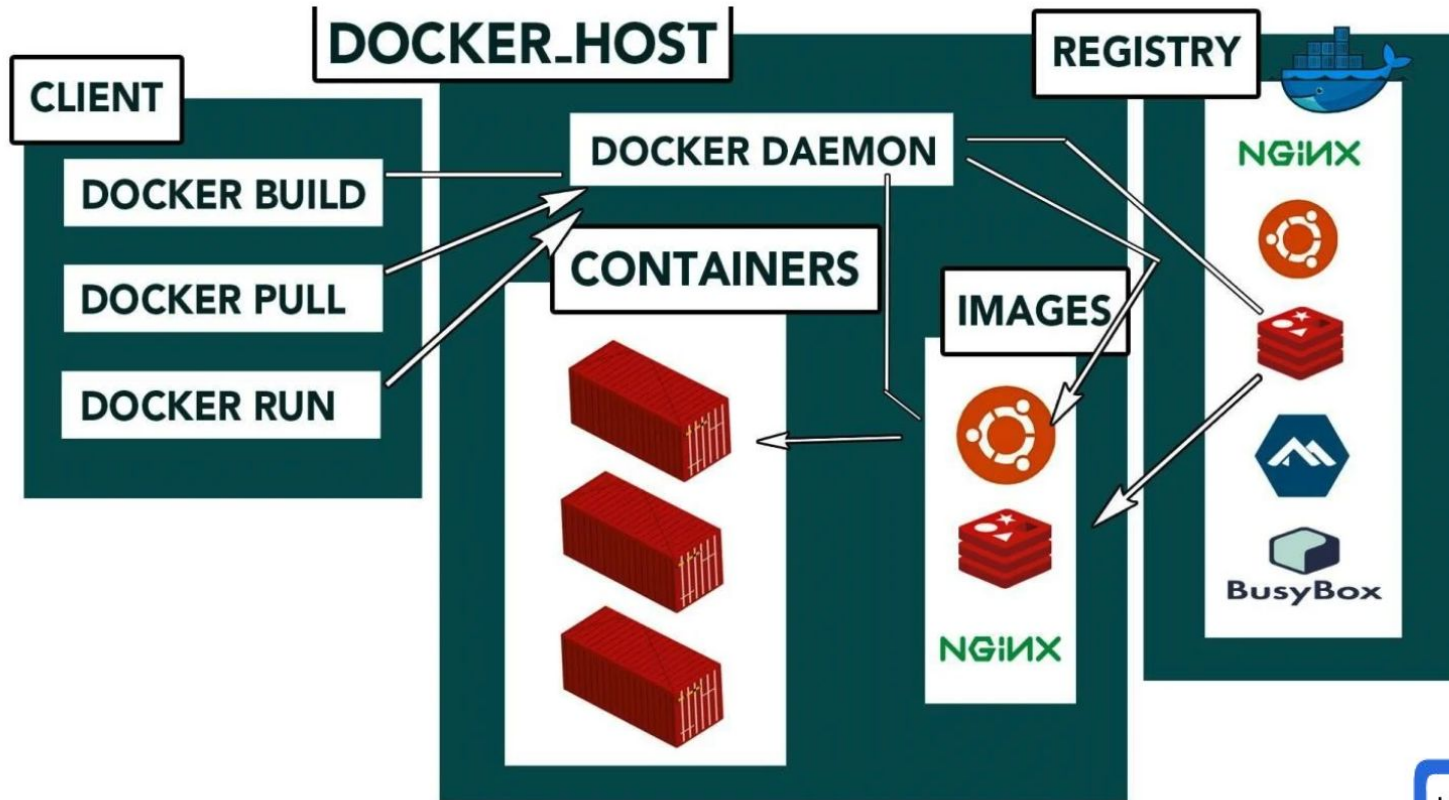 DOCKER_HOST
REGISTRY
CLIENT
DOCKER BUILD
DOCKER PULL
DOCKER RUN
DOCKER DAEMON
CONTAINERS
IMAGES
NGINX
NGINX
BusyBox